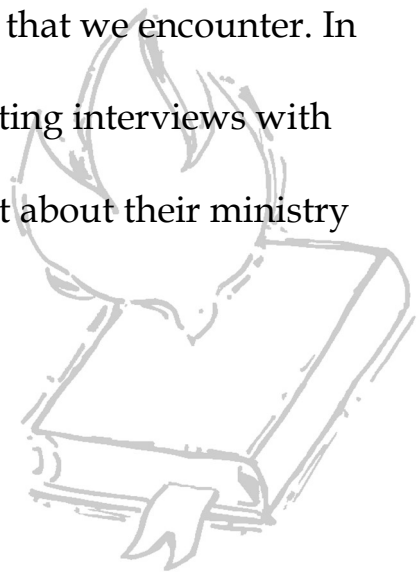 that we encounter. In
ting interviews with
t about their ministry